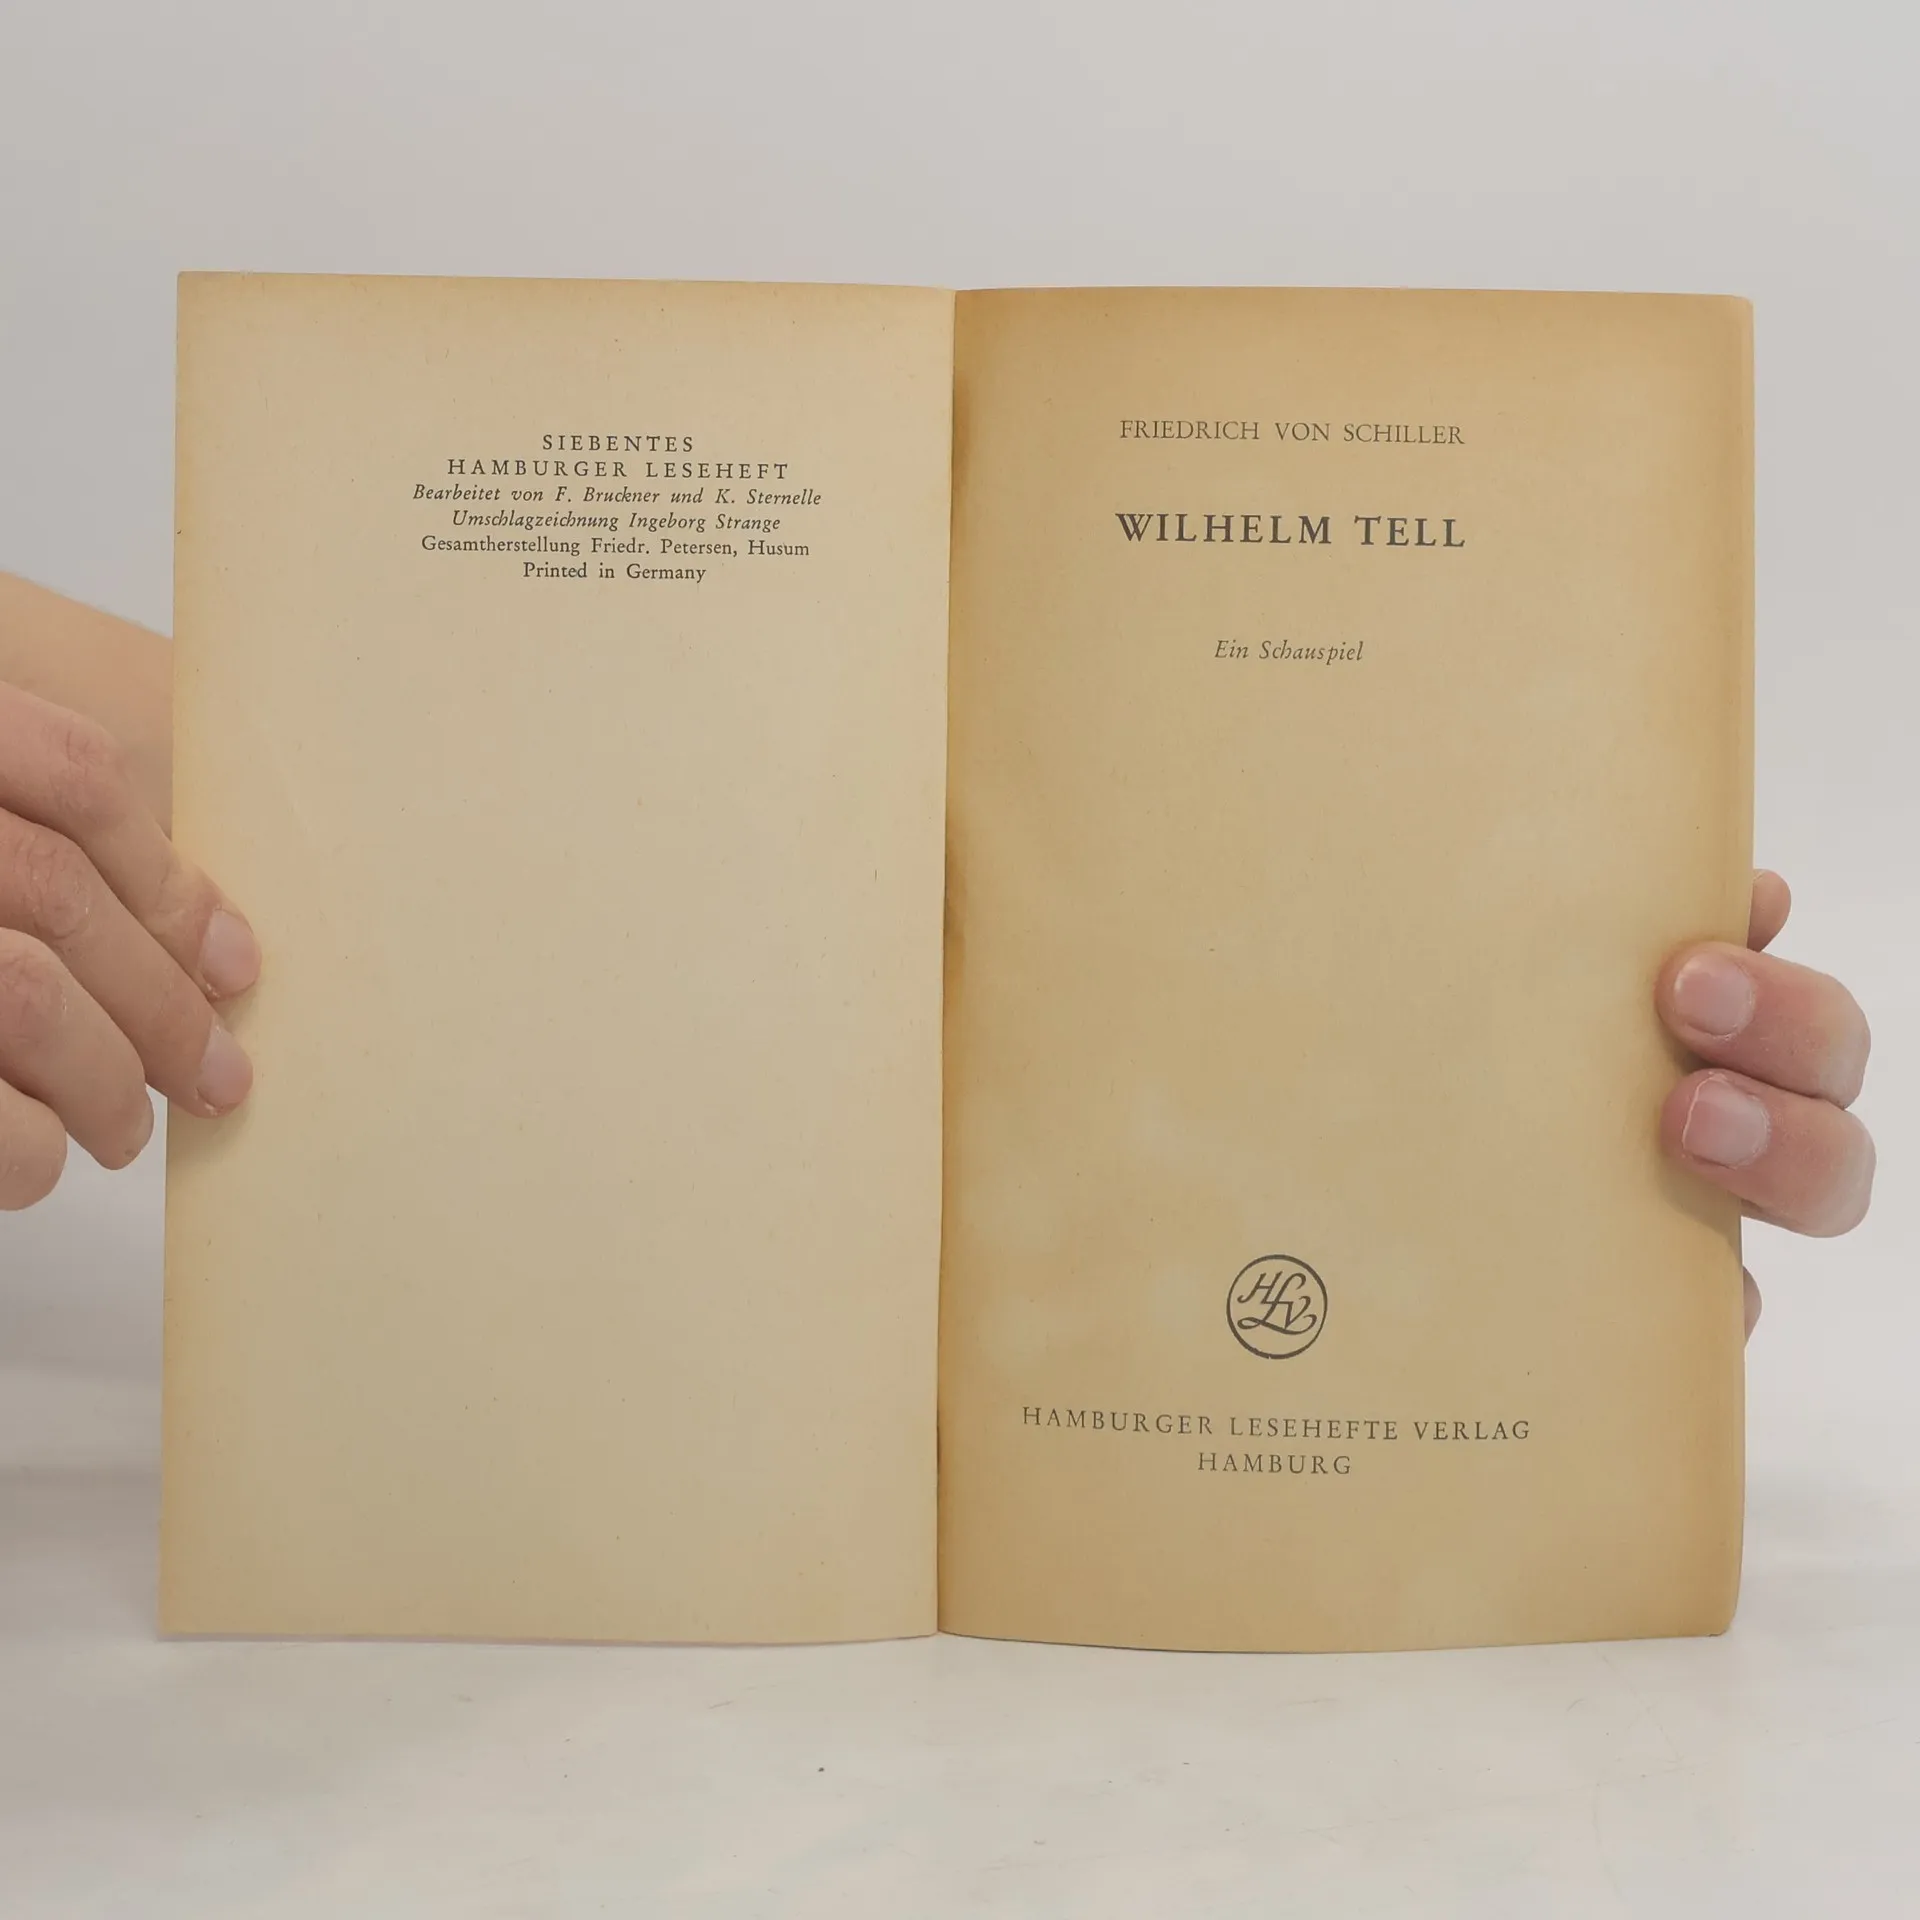 SIEBENTES
HAMBURGER LESEHEFT
Bearbeitet von F. Bruckner und K. Sternelle
Umschlagzeichnung Ingeborg Strange
Gesamtherstellung Friedr. Petersen, Husum
Printed in Germany
FRIEDRICH VON SCHILLER
WILHELM TELL
Ein Schauspiel
HLV
HAMBURGER LESEHEFTE VERLAG
HAMBURG